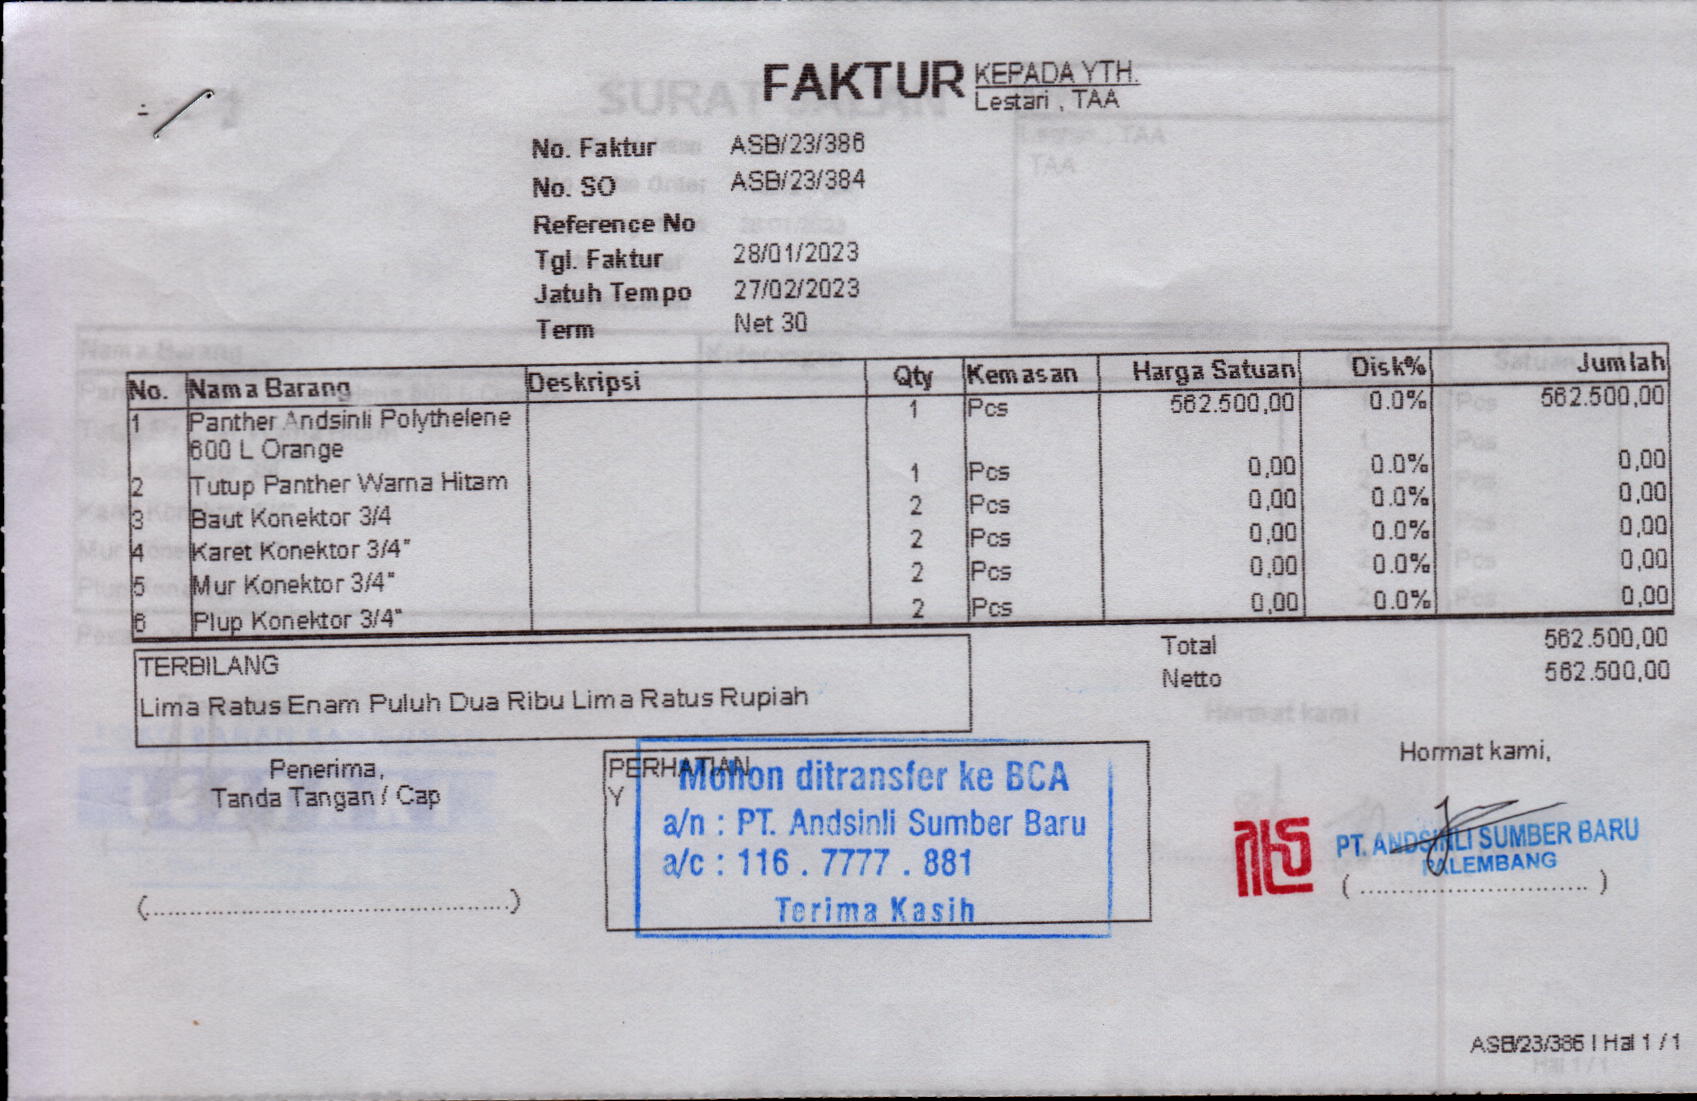 FAKTUR
KEPADA YTH.
Lestari , TAA
No. Faktur ASB/23/386
No. SO ASB/23/384
Reference No
Tgl. Faktur 28/01/2023
Jatuh Tempo 27/02/2023
Term Net 30
No. Nama Barang Deskripsi Qty Kemasan Harga Satuan Disk% Jumlah
1 Panther Andsinli Polythelene 1 Pcs 562.500,00 0.0% 562.500,00
600 L Orange
2 Tutup Panther Warna Hitam 1 Pcs 0,00 0.0% 0,00
3 Baut Konektor 3/4 2 Pcs 0,00 0.0% 0,00
4 Karet Konektor 3/4" 2 Pcs 0,00 0.0% 0,00
5 Mur Konektor 3/4" 2 Pcs 0,00 0.0% 0,00
6 Plup Konektor 3/4" 2 Pcs 0,00 0.0% 0,00
Total 562.500,00
Netto 562.500,00
TERBILANG
Lima Ratus Enam Puluh Dua Ribu Lima Ratus Rupiah
Penerima,
Tanda Tangan / Cap
(..........................................)
PERHATIAN
Y
Mohon ditransfer ke BCA
a/n : PT. Andsinli Sumber Baru
a/c : 116 . 7777 . 881
Terima Kasih
Hormat kami,
PT. ANDSINLI SUMBER BARU
PALEMBANG
(..............................)
ASB/23/386 | Hal 1 / 1